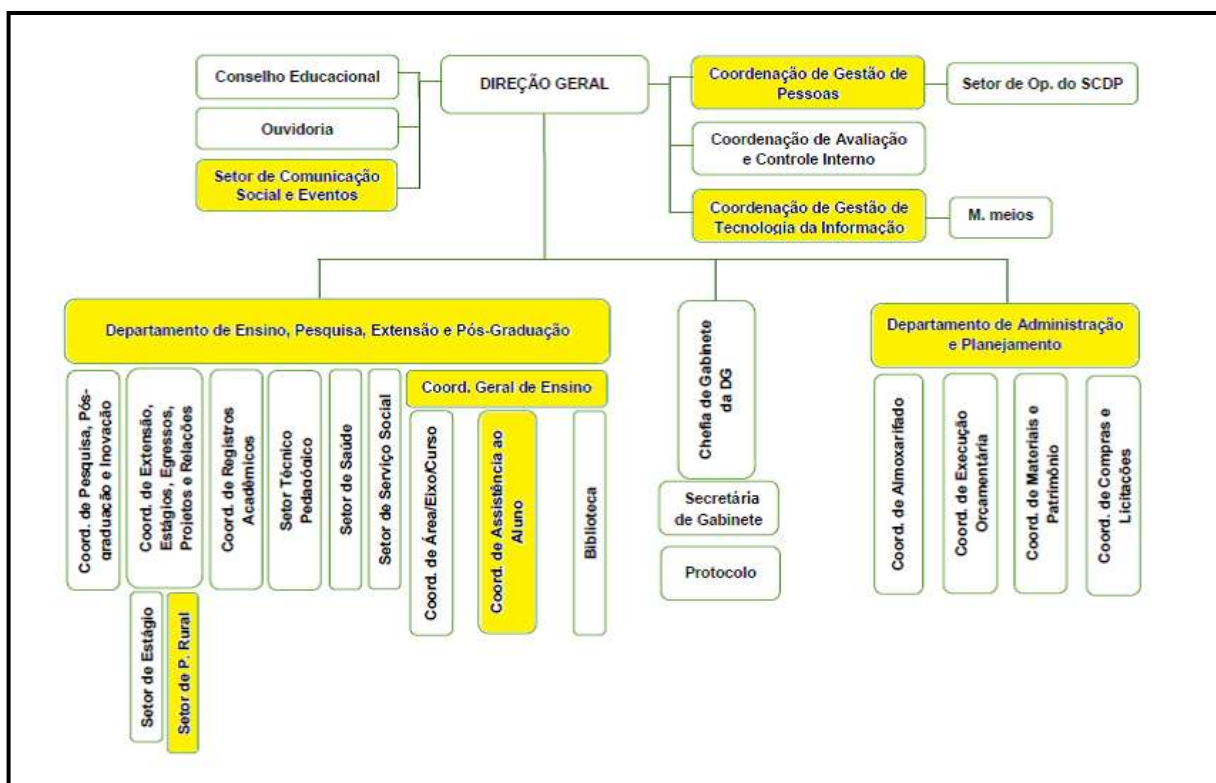 Conselho Educacional
Ouvidoria
Setor de Comunicação
Social e Eventos
DIREÇÃO GERAL
Coordenação de Gestão de
Pessoas
Setor de Op. do SCDP
Coordenação de Avaliação
e Controle Interno
Coordenação de Gestão de
Tecnologia da Informação
M. meios
Departamento de Ensino, Pesquisa, Extensão e Pós-Graduação
Coord. de Pesquisa, Pós-
graduação e Inovação
Coord. de Extensão,
Estágios, Egressos,
Projetos e Relações
Setor de Estágio
Setor de P. Rural
Coord. de Registros
Acadêmicos
Setor Técnico
Pedagógico
Setor de Saúde
Setor de Serviço Social
Coord. Geral de Ensino
Coord. de Área/Eixo/Curso
Coord. de Assistência ao
Aluno
Biblioteca
Chefia de Gabinete
da DG
Secretária
de Gabinete
Protocolo
Departamento de Administração
e Planejamento
Coord. de Almoxarifado
Coord. de Execução
Orcamentária
Coord. de Materiais e
Patrimônio
Coord. de Compras e
Licitacões